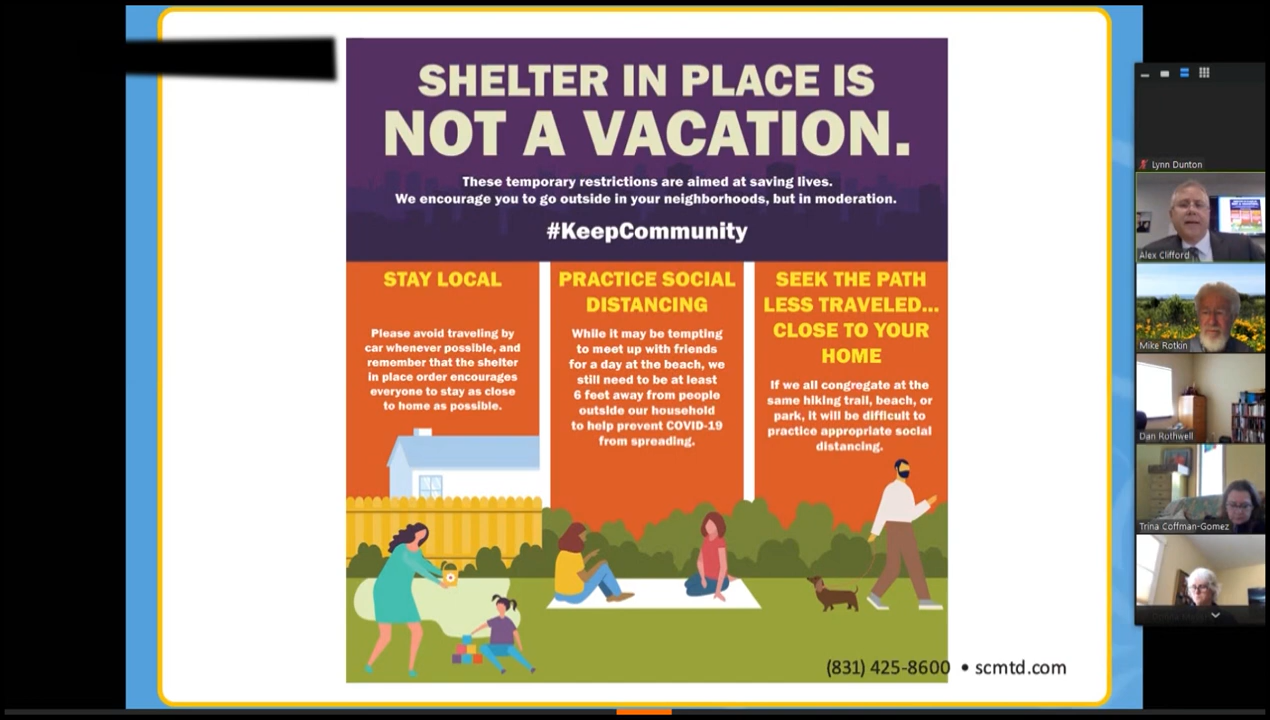 SHELTER IN PLACE IS
NOT A VACATION.
These temporary restrictions are aimed at saving lives.
We encourage you to go outside in your neighborhoods, but in moderation.
#KeepCommunity
STAY LOCAL
Please avoid traveling by
car whenever possible, and
remember that the shelter
in place order encourages
everyone to stay as close
to home as possible.
PRACTICE SOCIAL
DISTANCING
While it may be tempting
to meet up with friends
for a day at the beach, we
still need to be at least
6 feet away from people
outside our household
to help prevent COVID-19
from spreading.
SEEK THE PATH
LESS TRAVELED...
CLOSE TO YOUR
HOME
If we all congregate at the
same hiking trail, beach, or
park, it will be difficult to
practice appropriate social
distancing.
(831) 425-8600 • scmtd.com
Lynn Dunton
Alex Clifford
Mike Rotkin
Dan Rothwell
Trina Coffman-Gomez